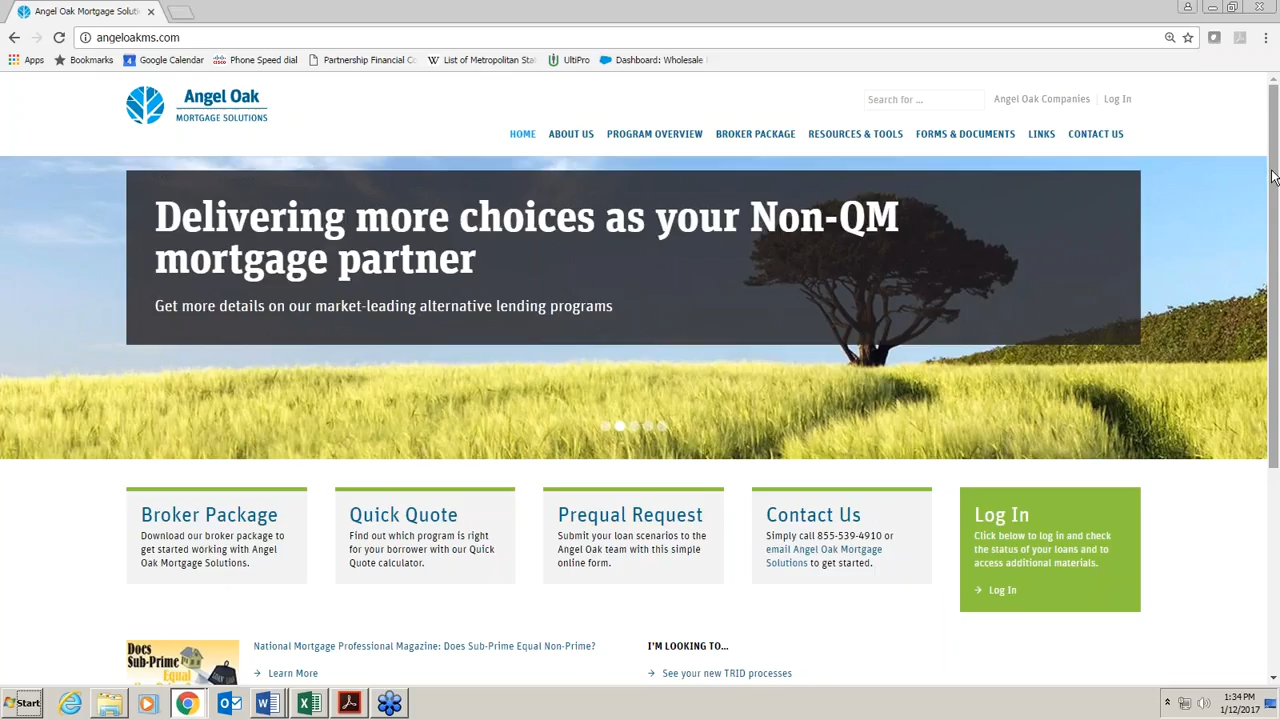 Angel Oak Mortgage Soluti
angeloakms.com
Apps
Bookmarks
Google Calendar
Phone Speed dial
Partnership Financial Co
List of Metropolitan Sta
UltiPro
Dashboard: Wholesale
Angel Oak
MORTGAGE SOLUTIONS
Search for ...
Angel Oak Companies
Log In
HOME
ABOUT US
PROGRAM OVERVIEW
BROKER PACKAGE
RESOURCES & TOOLS
FORMS & DOCUMENTS
LINKS
CONTACT US
Delivering more choices as your Non-QM
mortgage partner
Get more details on our market-leading alternative lending programs
Broker Package
Download our broker package to
get started working with Angel
Oak Mortgage Solutions.
Quick Quote
Find out which program is right
for your borrower with our Quick
Quote calculator.
Prequal Request
Submit your loan scenarios to the
Angel Oak team with this simple
online form.
Contact Us
Simply call 855-539-4910 or
email Angel Oak Mortgage
Solutions to get started.
Log In
Click below to log in and check
the status of your loans and to
access additional materials.
Log In
Does
Sub-Prime
Equal
National Mortgage Professional Magazine: Does Sub-Prime Equal Non-Prime?
Learn More
I'M LOOKING TO...
See your new TRID processes
Start
1:34 PM
1/12/2017